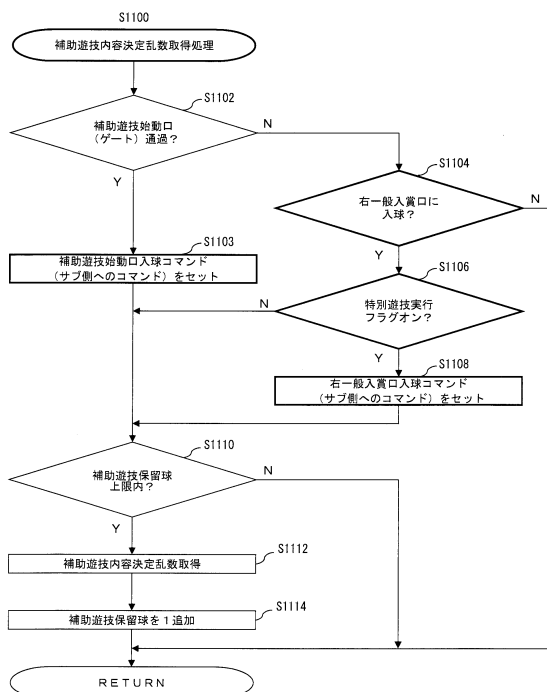 S1100
補助遊技内容決定乱数取得処理
S1102
補助遊技始動口
（ゲート）通過？
N
Y
S1104
右一般入賞口に
入球？
N
Y
S1103
補助遊技始動口入球コマンド
（サブ側へのコマンド）をセット
S1106
特別遊技実行
フラグオン？
N
Y
S1108
右一般入賞口入球コマンド
（サブ側へのコマンド）をセット
S1110
補助遊技保留球
上限内？
N
Y
S1112
補助遊技内容決定乱数取得
S1114
補助遊技保留球を１追加
ＲＥＴＵＲＮ